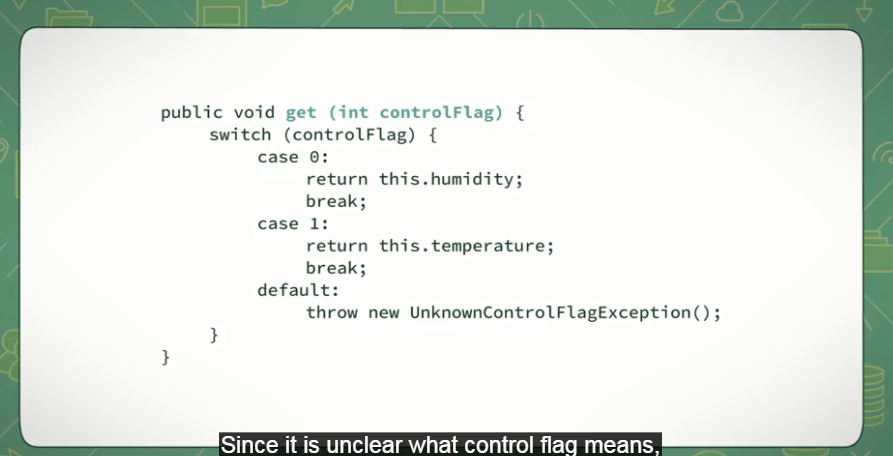 public void get (int controlFlag) {
switch (controlFlag) {
case 0:
return this.humidity;
break;
case 1:
return this.temperature;
break;
default:
throw new UnknownControlFlagException();
}
}
Since it is unclear what control flag means,